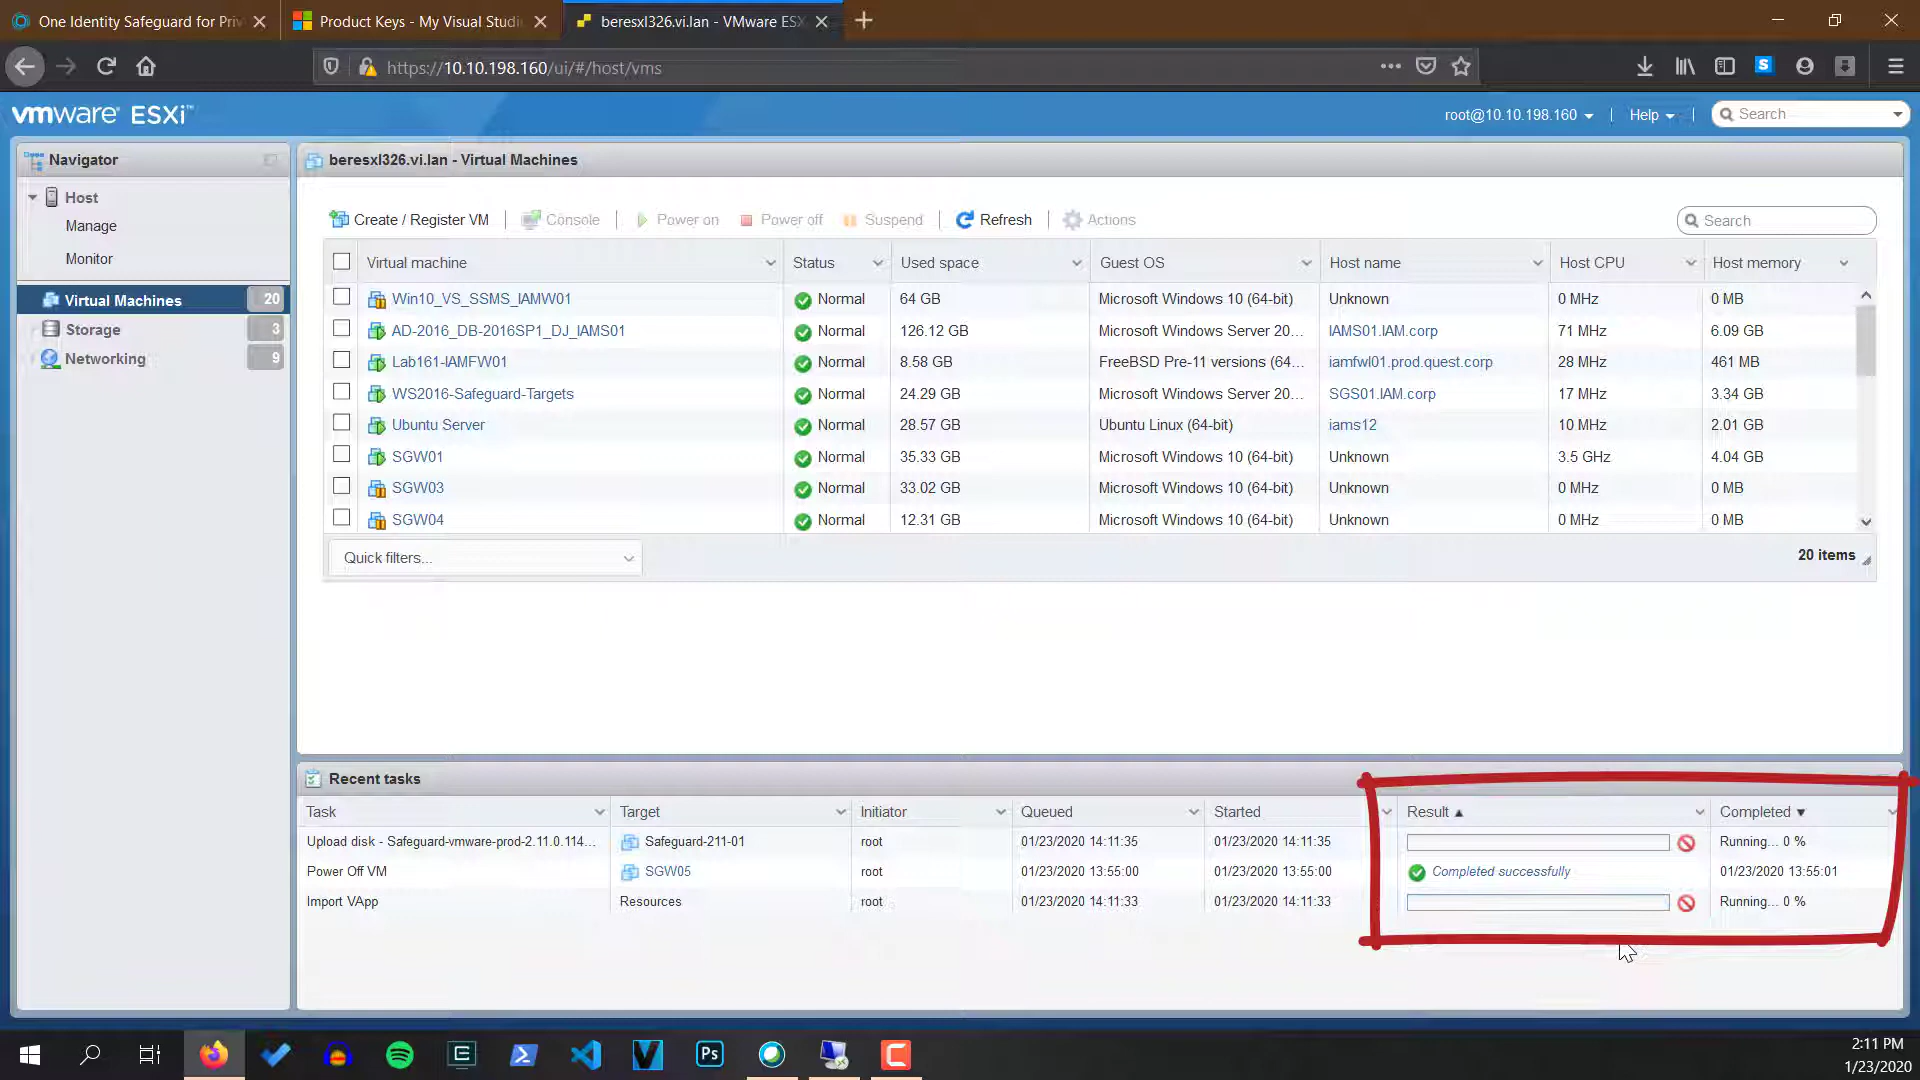 One Identity Safeguard for Priv
Product Keys - My Visual Studi
beresxl326.vi.lan - VMware ESX
https://10.10.198.160/ui/#/host/vms
vmware ESXi™
root@10.10.198.160
Help
Search
Navigator
Host
Manage
Monitor
Virtual Machines 20
Storage 3
Networking 9
beresxl326.vi.lan - Virtual Machines
Create / Register VM
Console
Power on
Power off
Suspend
Refresh
Actions
Search
Virtual machine Status Used space Guest OS Host name Host CPU Host memory
Win10_VS_SSMS_IAMW01 Normal 64 GB Microsoft Windows 10 (64-bit) Unknown 0 MHz 0 MB
AD-2016_DB-2016SP1_DJ_IAMS01 Normal 126.12 GB Microsoft Windows Server 20... IAMS01.IAM.corp 71 MHz 6.09 GB
Lab161-IAMFW01 Normal 8.58 GB FreeBSD Pre-11 versions (64... iamfwl01.prod.quest.corp 28 MHz 461 MB
WS2016-Safeguard-Targets Normal 24.29 GB Microsoft Windows Server 20... SGS01.IAM.corp 17 MHz 3.34 GB
Ubuntu Server Normal 28.57 GB Ubuntu Linux (64-bit) iams12 10 MHz 2.01 GB
SGW01 Normal 35.33 GB Microsoft Windows 10 (64-bit) Unknown 3.5 GHz 4.04 GB
SGW03 Normal 33.02 GB Microsoft Windows 10 (64-bit) Unknown 0 MHz 0 MB
SGW04 Normal 12.31 GB Microsoft Windows 10 (64-bit) Unknown 0 MHz 0 MB
Quick filters...
20 items
Recent tasks
Task Target Initiator Queued Started Result Completed
Upload disk - Safeguard-vmware-prod-2.11.0.114... Safeguard-211-01 root 01/23/2020 14:11:35 01/23/2020 14:11:35 Running... 0 %
Power Off VM SGW05 root 01/23/2020 13:55:00 01/23/2020 13:55:00 Completed successfully 01/23/2020 13:55:01
Import VApp Resources root 01/23/2020 14:11:33 01/23/2020 14:11:33 Running... 0 %
Ps
2:11 PM
1/23/2020